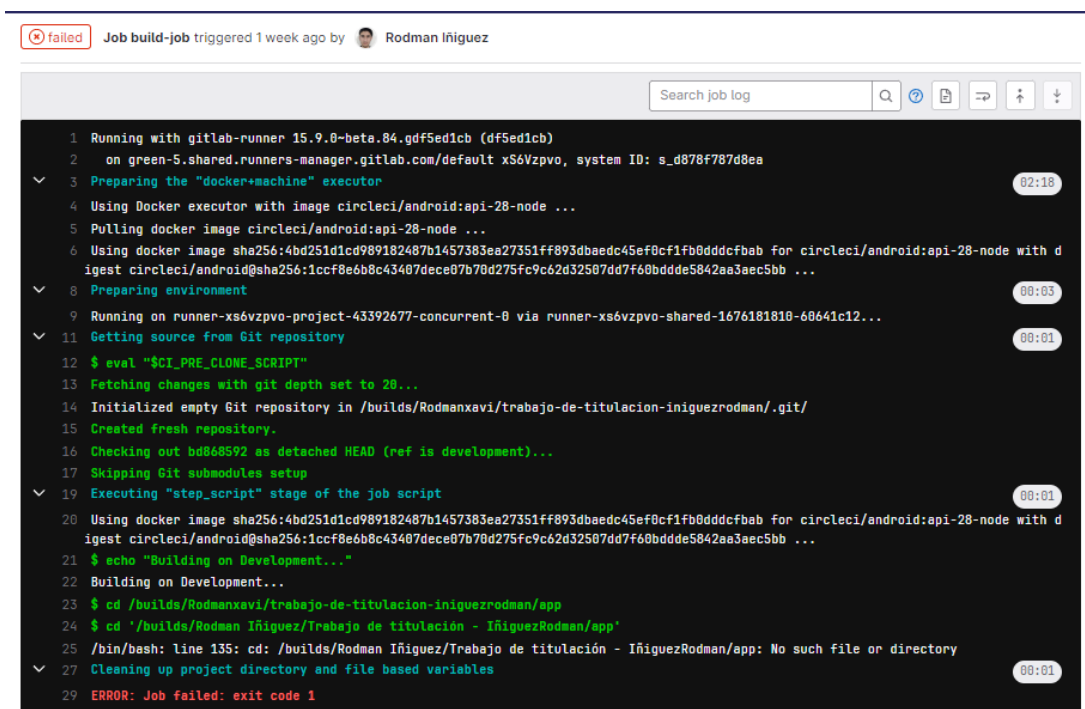 failed Job build-job triggered 1 week ago by Rodman Iñiguez
Search job log
1 Running with gitlab-runner 15.9.0~beta.84.gdf5ed1cb (df5ed1cb)
2 on green-5.shared.runners-manager.gitlab.com/default xS6Vzpvo, system ID: s_d878f787d8ea
3 Preparing the "docker+machine" executor 02:18
4 Using Docker executor with image circleci/android:api-28-node ...
5 Pulling docker image circleci/android:api-28-node ...
6 Using docker image sha256:4bd251d1cd989182487b1457383ea27351ff893dbaedc45ef0cf1fb0dddcfbab for circleci/android:api-28-node with d
igest circleci/android@sha256:1ccf8e6b8c43407dece07b70d275fc9c62d32507dd7f60bddde5842aa3aec5bb ...
8 Preparing environment 00:03
9 Running on runner-xs6vzpvo-project-43392677-concurrent-0 via runner-xs6vzpvo-shared-1676181810-60641c12...
11 Getting source from Git repository 00:01
12 $ eval "$CI_PRE_CLONE_SCRIPT"
13 Fetching changes with git depth set to 20...
14 Initialized empty Git repository in /builds/Rodmanxavi/trabajo-de-titulacion-iniguezrodman/.git/
15 Created fresh repository.
16 Checking out bd868592 as detached HEAD (ref is development)...
17 Skipping Git submodules setup
19 Executing "step_script" stage of the job script 00:01
20 Using docker image sha256:4bd251d1cd989182487b1457383ea27351ff893dbaedc45ef0cf1fb0dddcfbab for circleci/android:api-28-node with d
igest circleci/android@sha256:1ccf8e6b8c43407dece07b70d275fc9c62d32507dd7f60bddde5842aa3aec5bb ...
21 $ echo "Building on Development..."
22 Building on Development...
23 $ cd /builds/Rodmanxavi/trabajo-de-titulacion-iniguezrodman/app
24 $ cd '/builds/Rodman Iñiguez/Trabajo de titulación - IñiguezRodman/app'
25 /bin/bash: line 135: cd: /builds/Rodman Iñiguez/Trabajo de titulación - IñiguezRodman/app: No such file or directory
27 Cleaning up project directory and file based variables 00:01
29 ERROR: Job failed: exit code 1